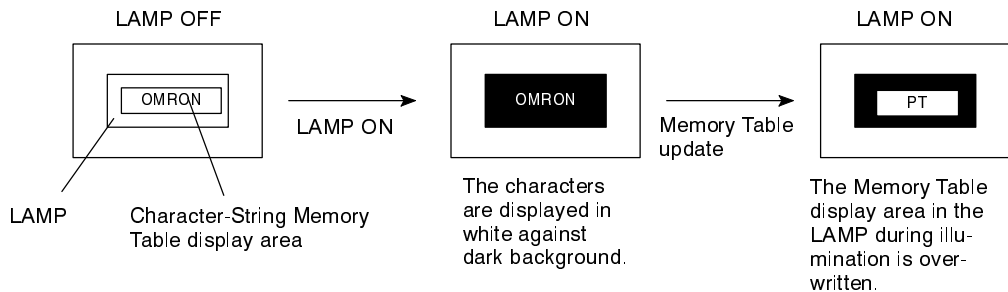 LAMP OFF
LAMP ON
LAMP ON
OMRON
OMRON
PT
LAMP ON
Memory Table
update
LAMP
Character-String Memory
Table display area
The characters
are displayed in
white against
dark background.
The Memory Table
display area in the
LAMP during illu-
mination is over-
written.